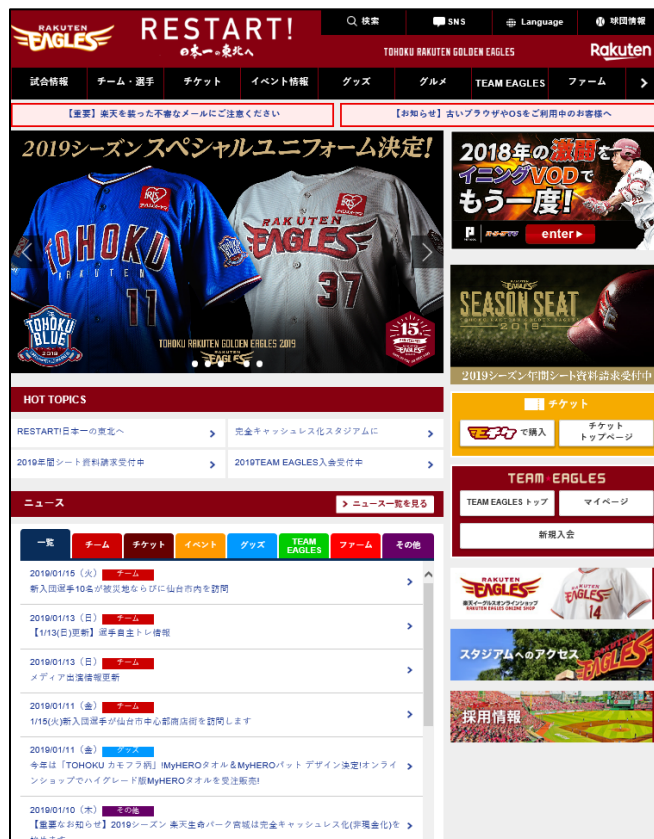 RAKUTEN
EAGLES
RESTART!
日本一の東北へ
検索
SNS
Language
球団情報
TOHOKU RAKUTEN GOLDEN EAGLES
Rakuten
試合情報
チーム・選手
チケット
イベント情報
グッズ
グルメ
TEAM EAGLES
ファーム
【重要】楽天を装った不審なメールにご注意ください
【お知らせ】古いブラウザやOSをご利用中のお客様へ
2019シーズン スペシャルユニフォーム決定!
TOHOKU
RAKUTEN
11
RAKUTEN
EAGLES
37
TOHOKU
BLUE
2019
TOHOKU RAKUTEN GOLDEN EAGLES 2019
EAGLES
15
EAGLES
2018年の激闘を
イニングVODで
もう一度!
enter
EAGLES
SEASON SEAT
2019
2019シーズン年間シート資料請求受付中
HOT TOPICS
RESTART!日本一の東北へ
完全キャッシュレス化スタジアムに
2019年間シート資料請求受付中
2019TEAM EAGLES入会受付中
チケット
イーグルスチケットで購入
チケット
トップページ
TEAM EAGLES
TEAM EAGLES トップ
マイページ
新規入会
ニュース
ニュース一覧を見る
一覧
チーム
チケット
イベント
グッズ
TEAM
EAGLES
ファーム
その他
2019/01/15（火）チーム
新入団選手10名が被災地ならびに仙台市内を訪問
2019/01/13（日）チーム
【1/13(日)更新】選手自主トレ情報
2019/01/13（日）チーム
メディア出演情報更新
2019/01/11（金）チーム
1/15(火)新入団選手が仙台市中心部商店街を訪問します
2019/01/11（金）グッズ
今年は「TOHOKU カモフラ柄」!MyHEROタオル＆MyHEROパット デザイン決定!オンライ
ンショップでハイグレード版MyHEROタオルを受注販売!
2019/01/10（木）その他
【重要なお知らせ】2019シーズン 楽天生命パーク宮城は完全キャッシュレス化(非現金化)を
RAKUTEN
EAGLES
楽天イーグルスオンラインショップ
RAKUTEN EAGLES ONLINE SHOP
EAGLES
14
スタジアムへのアクセス
EAGLES
採用情報